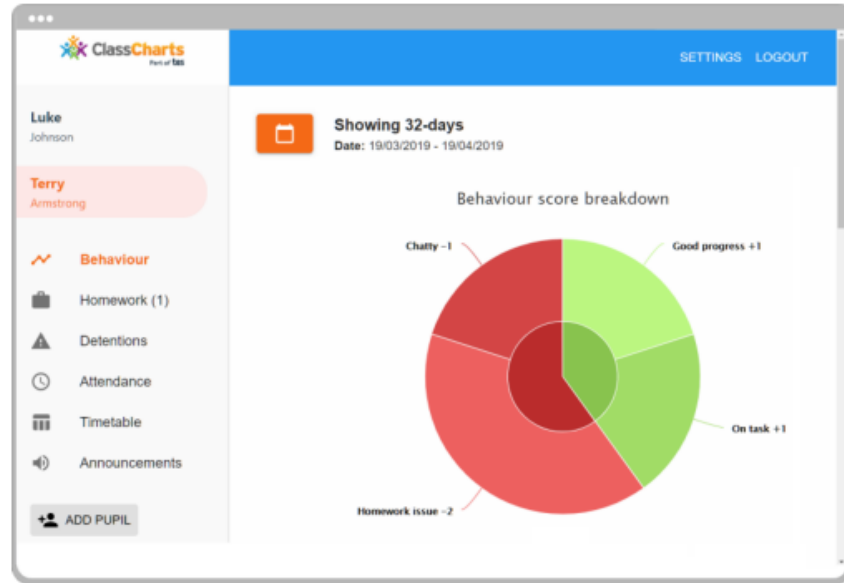 ClassCharts
Part of tes
SETTINGS LOGOUT
Luke
Johnson
Terry
Armstrong
Behaviour
Homework (1)
Detentions
Attendance
Timetable
Announcements
ADD PUPIL
Showing 32-days
Date: 19/03/2019 - 19/04/2019
Behaviour score breakdown
Chatty -1
Good progress +1
On task +1
Homework issue -2